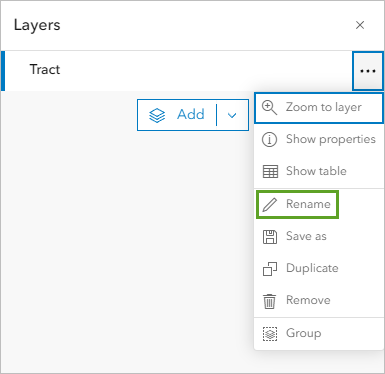 Layers
Tract
Add
Zoom to layer
Show properties
Show table
Rename
Save as
Duplicate
Remove
Group